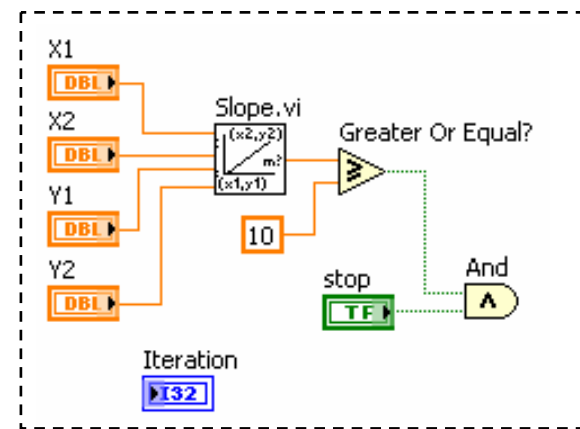 X1
DBL
X2
DBL
Y1
DBL
Y2
DBL
Slope.vi
(x2,y2)
m?
(x1,y1)
10
Greater Or Equal?
≥
stop
TF
And
∧
Iteration
I32